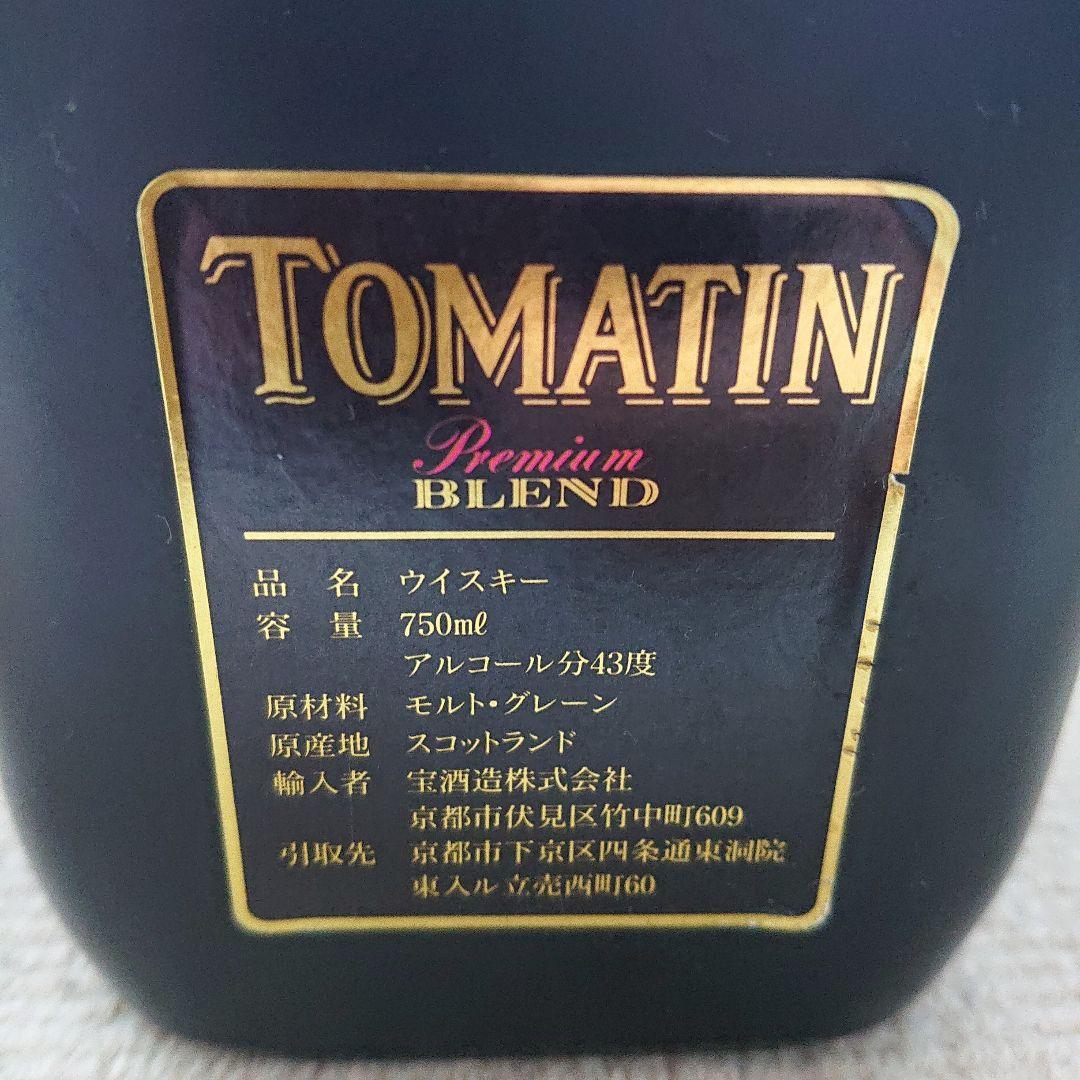 TOMATIN
Premium
BLEND
品 名 ウイスキー
容 量 750mℓ
アルコール分43度
原材料 モルト・グレーン
原産地 スコットランド
輸入者 宝酒造株式会社
京都市伏見区竹中町609
引取先 京都市下京区四条通東洞院
東入ル立売西町60